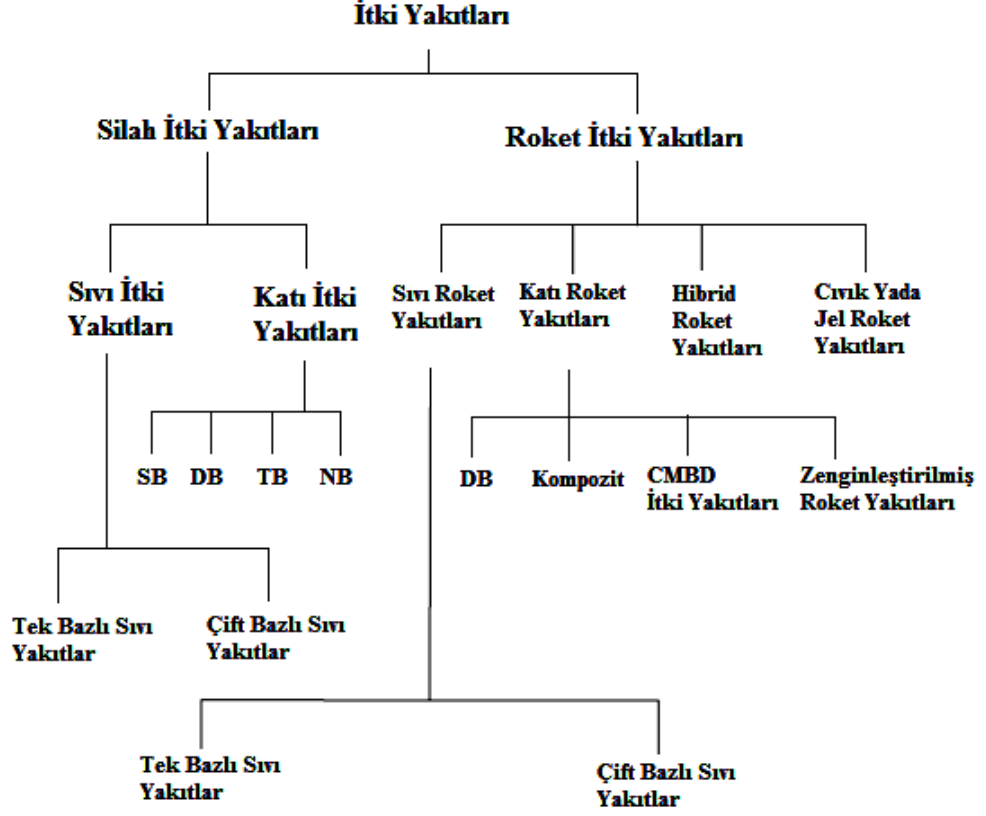 İtki Yakıtları
Silah İtki Yakıtları
Roket İtki Yakıtları
Sıvı İtki
Yakıtları
Katı İtki
Yakıtları
Sıvı Roket
Yakıtları
Katı Roket
Yakıtları
Hibrid
Roket
Yakıtları
Cıvık Yada
Jel Roket
Yakıtları
SB
DB
TB
NB
DB
Kompozit
CMBD
İtki Yakıtları
Zenginleştirilmiş
Roket Yakıtları
Tek Bazlı Sıvı
Yakıtlar
Çift Bazlı Sıvı
Yakıtlar
Tek Bazlı Sıvı
Yakıtlar
Çift Bazlı Sıvı
Yakıtlar